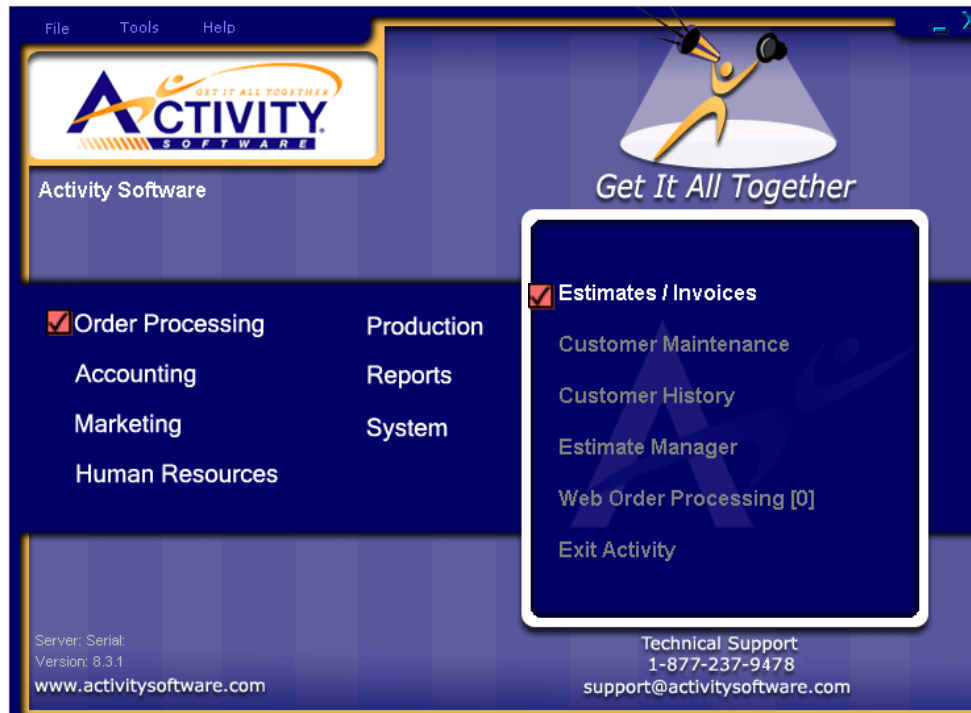 File Tools Help
GET IT ALL TOGETHER
ACTIVITY
SOFTWARE
Activity Software
Get It All Together
Order Processing
Accounting
Marketing
Human Resources
Production
Reports
System
Estimates / Invoices
Customer Maintenance
Customer History
Estimate Manager
Web Order Processing [0]
Exit Activity
Server: Serial:
Version: 8.3.1
www.activitysoftware.com
Technical Support
1-877-237-9478
support@activitysoftware.com